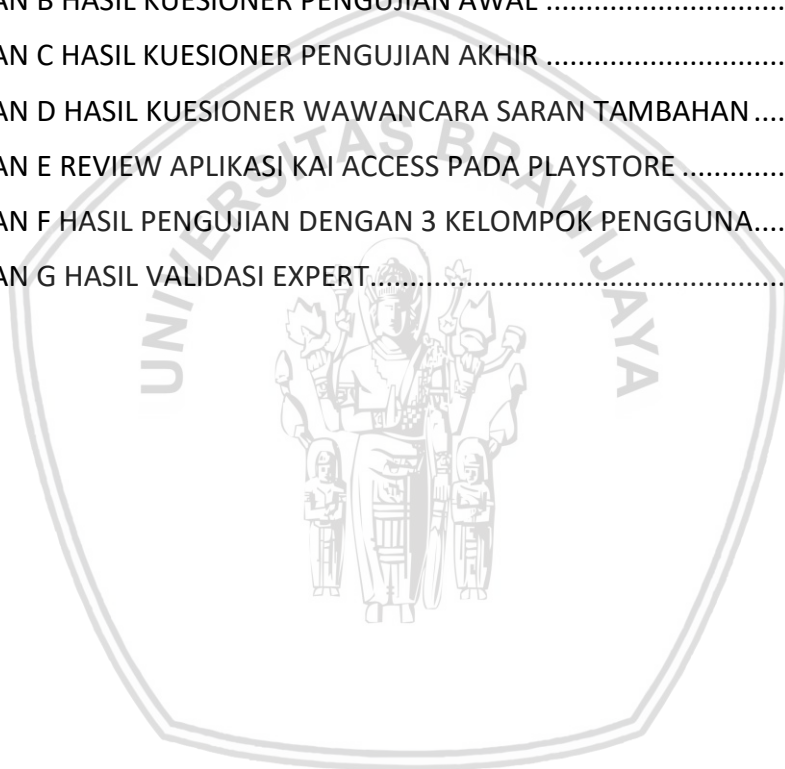 AN B HASIL KUESIONER PENGUJIAN AWAL ..............................
AN C HASIL KUESIONER PENGUJIAN AKHIR .............................
AN D HASIL KUESIONER WAWANCARA SARAN TAMBAHAN ....
AN E REVIEW APLIKASI KAI ACCESS PADA PLAYSTORE .............
AN F HASIL PENGUJIAN DENGAN 3 KELOMPOK PENGGUNA....
AN G HASIL VALIDASI EXPERT..................................................
UNIVERSITAS BRAWIJAYA